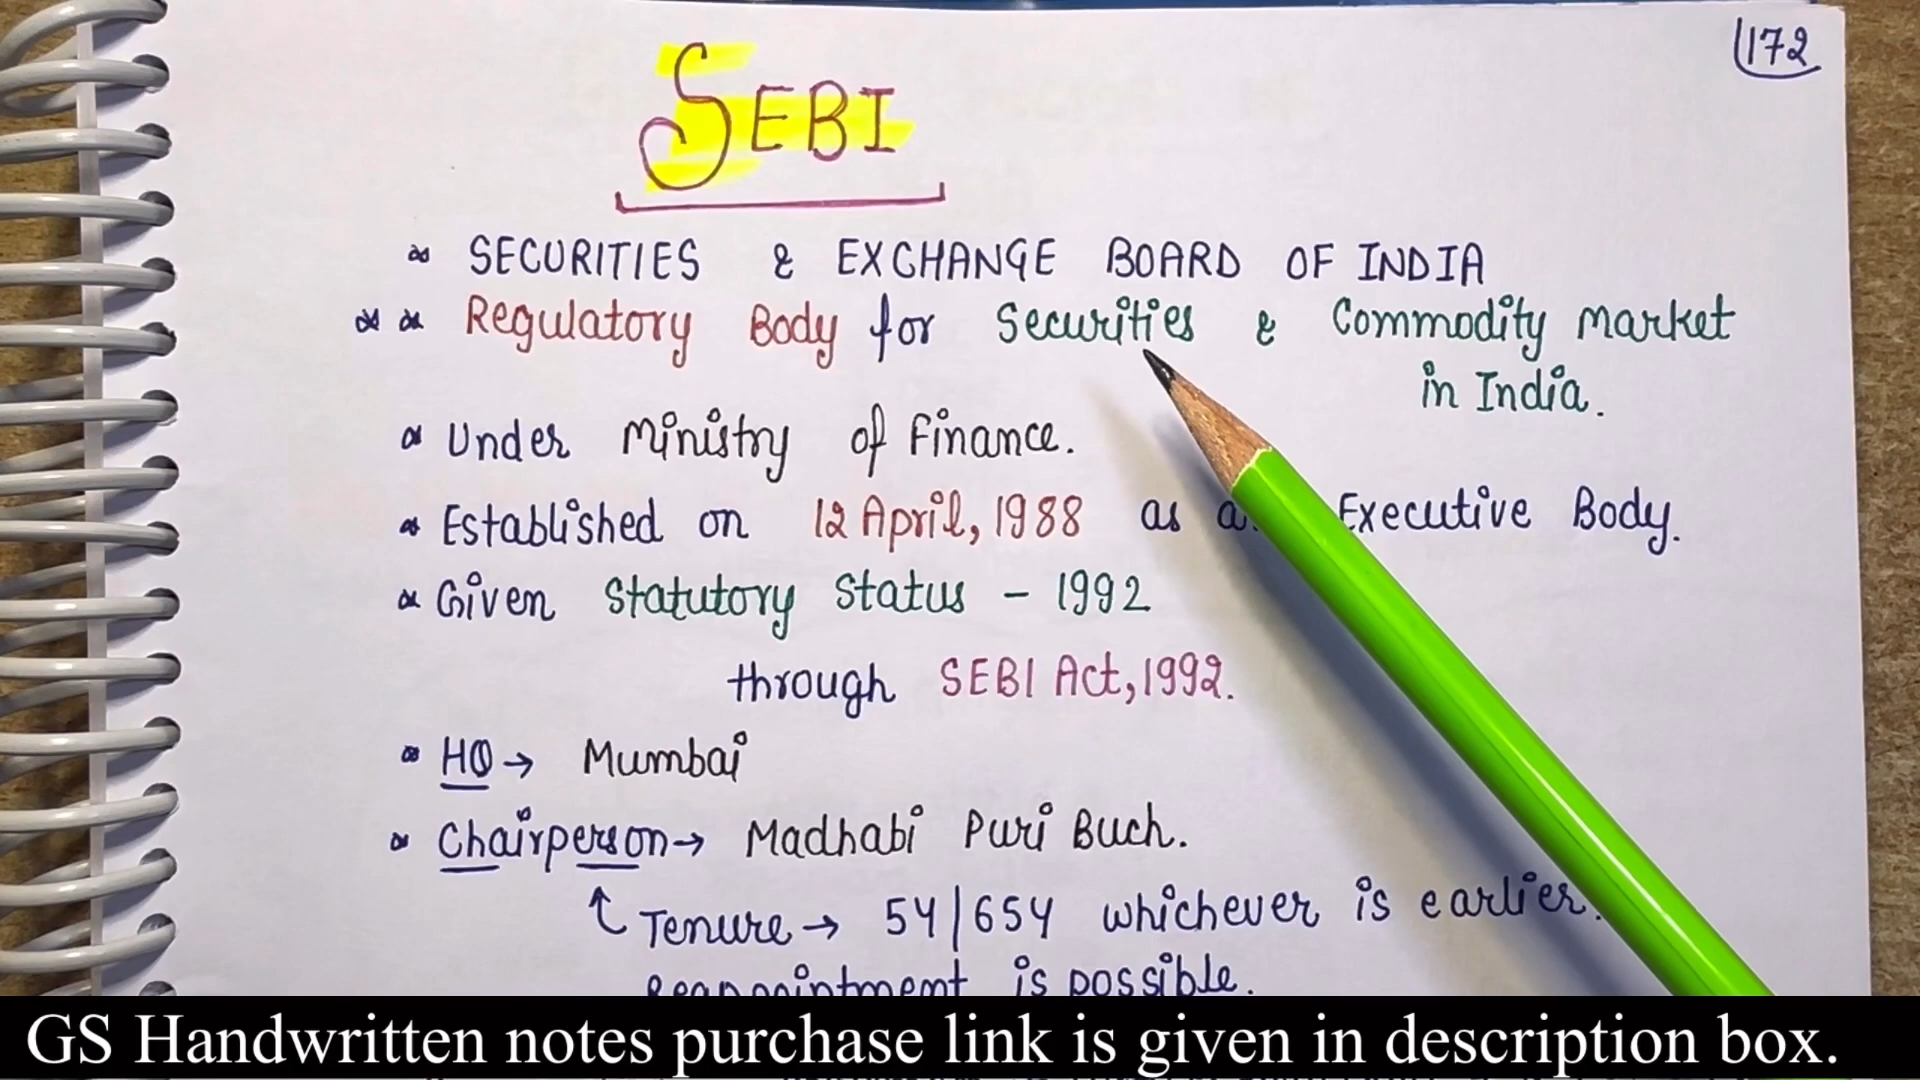 172
SEBI
SECURITIES & EXCHANGE BOARD OF INDIA
Regulatory Body for Securities & Commodity Market
in India.
Under Ministry of Finance.
Established on 12 April, 1988 as Executive Body.
Given Statutory Status - 1992
through SEBI Act, 1992.
HQ → Mumbai
Chairperson → Madhabi Puri Buch.
↑ Tenure → 5Y/65Y whichever is earlier.
Reappointment is possible.
GS Handwritten notes purchase link is given in description box.